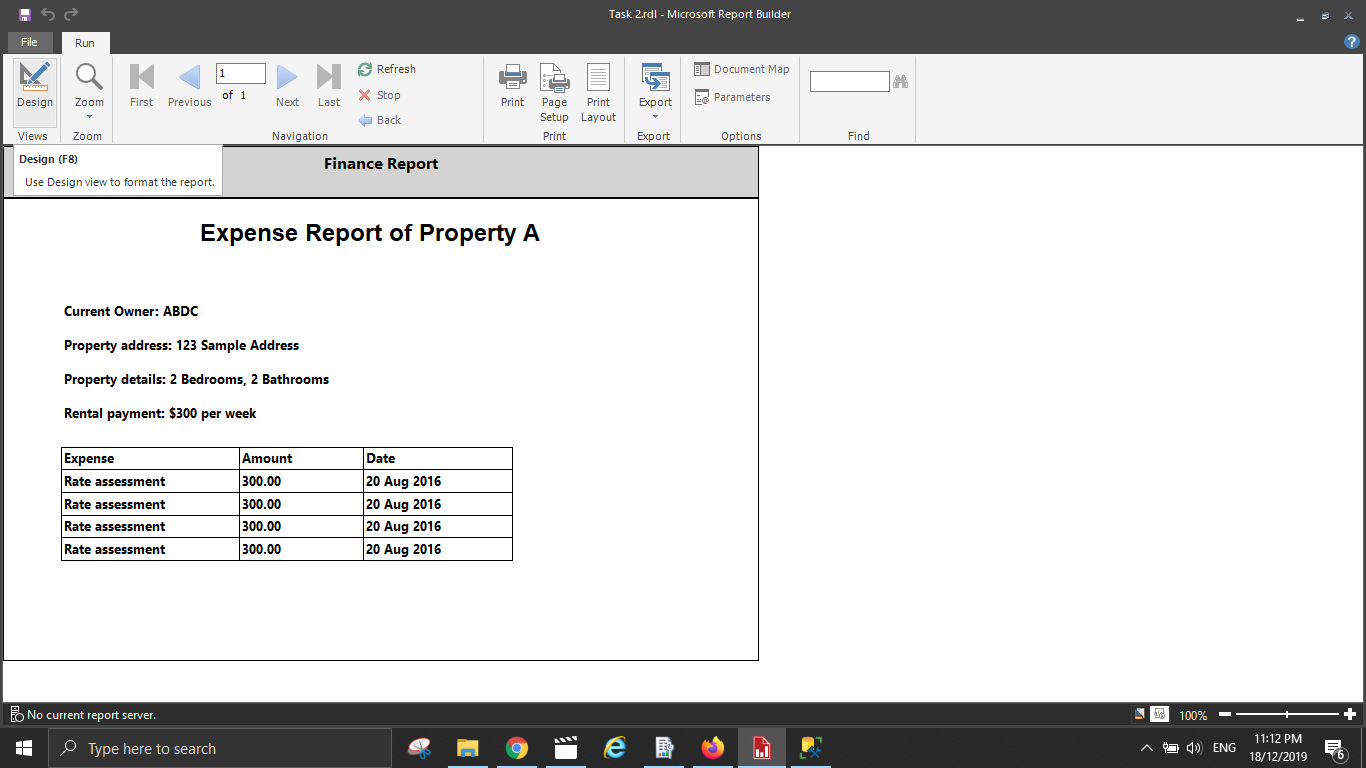 Task 2.rdl - Microsoft Report Builder
File Run
Design Zoom First Previous 1 of 1 Next Last
Refresh
Stop
Back
Print Page Setup Print Layout Export
Document Map
Parameters
Views Zoom Navigation Print Export Options Find
Design (F8)
Use Design view to format the report.
Finance Report
Expense Report of Property A
Current Owner: ABDC
Property address: 123 Sample Address
Property details: 2 Bedrooms, 2 Bathrooms
Rental payment: $300 per week
Expense Amount Date
Rate assessment 300.00 20 Aug 2016
Rate assessment 300.00 20 Aug 2016
Rate assessment 300.00 20 Aug 2016
Rate assessment 300.00 20 Aug 2016
No current report server.
100%
Type here to search
ENG
11:12 PM
18/12/2019
6